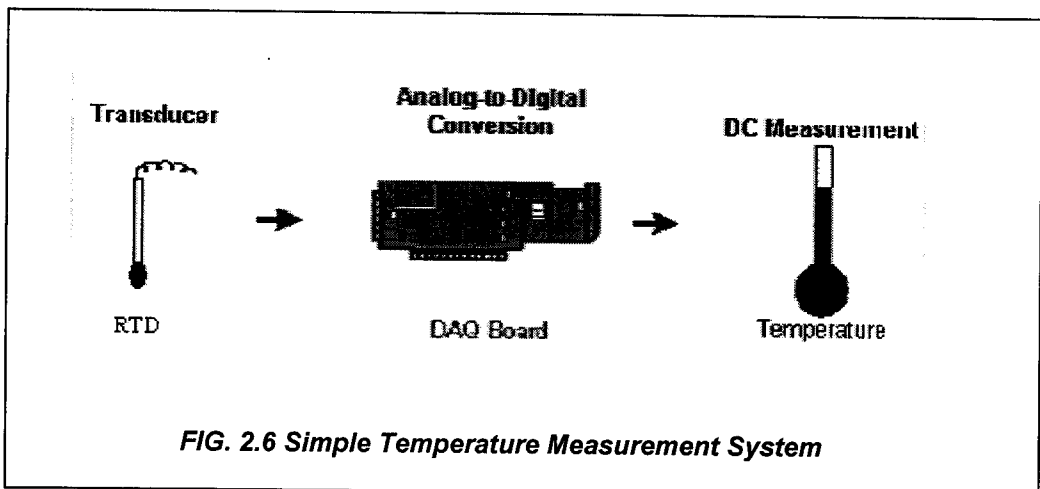 Transducer
Analog-to-Digital
Conversion
DC Measurement
RTD
DAQ Board
Temperature
FIG. 2.6 Simple Temperature Measurement System